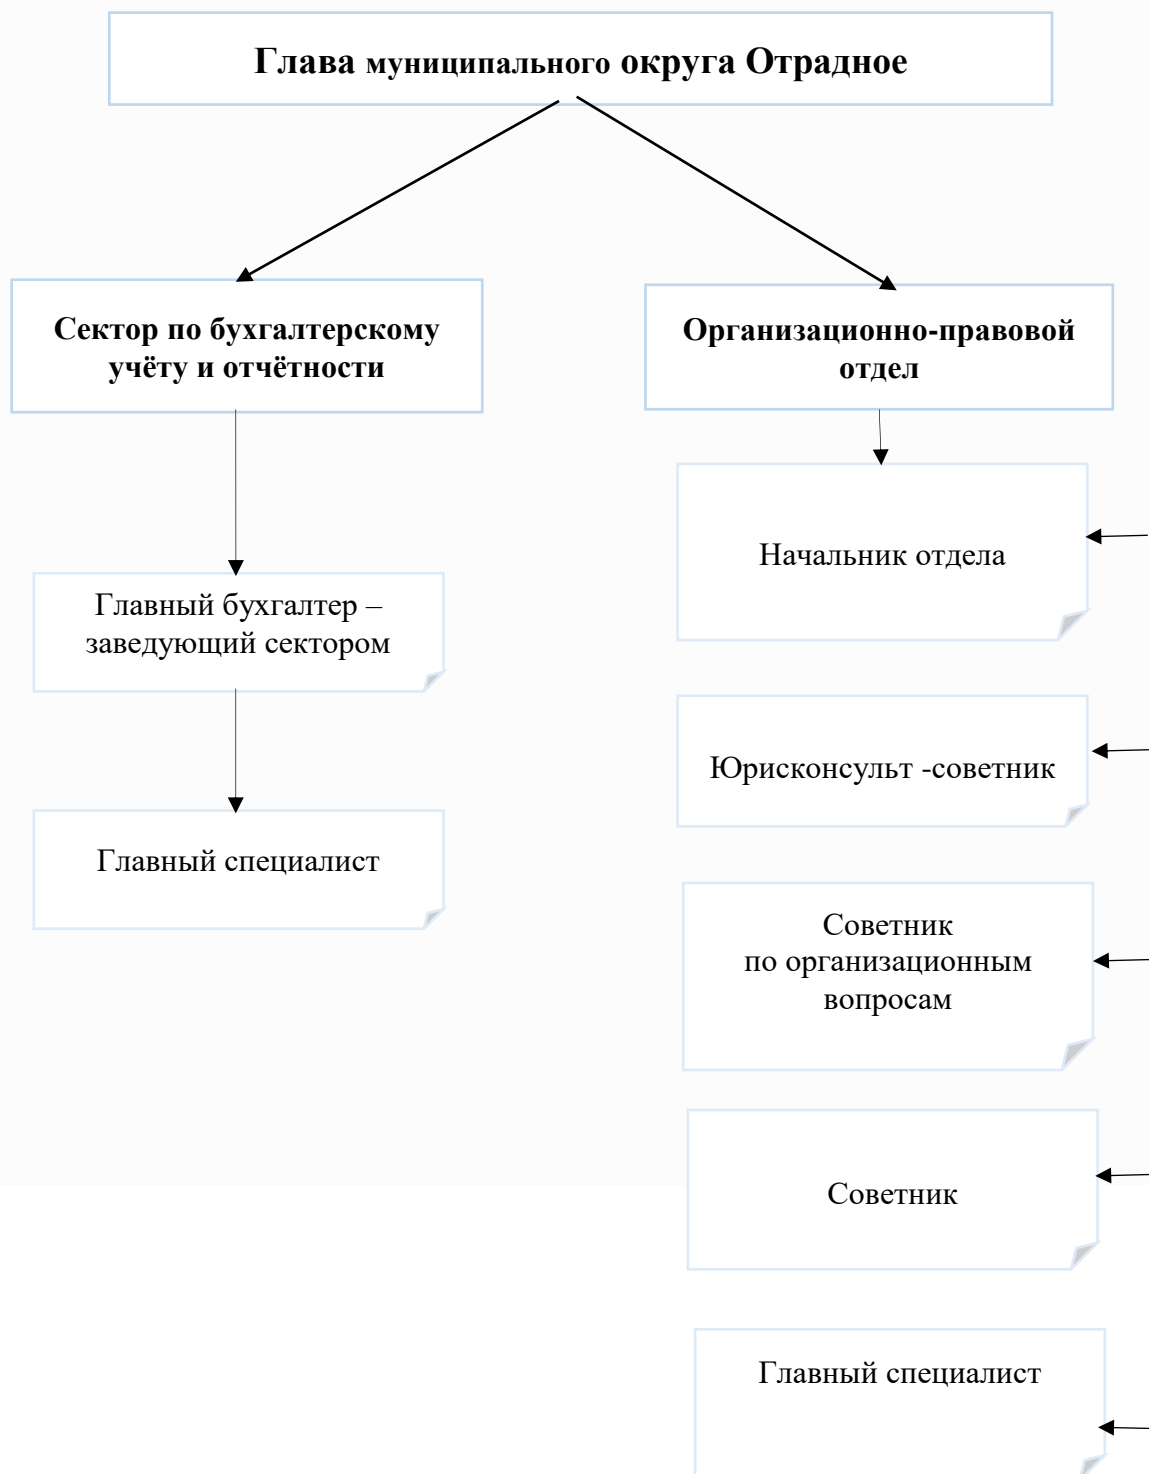 Глава муниципального округа Отрадное
Сектор по бухгалтерскому
учёту и отчётности
Организационно-правовой
отдел
Начальник отдела
Главный бухгалтер –
заведующий сектором
Юрисконсульт -советник
Главный специалист
Советник
по организационным
вопросам
Советник
Главный специалист